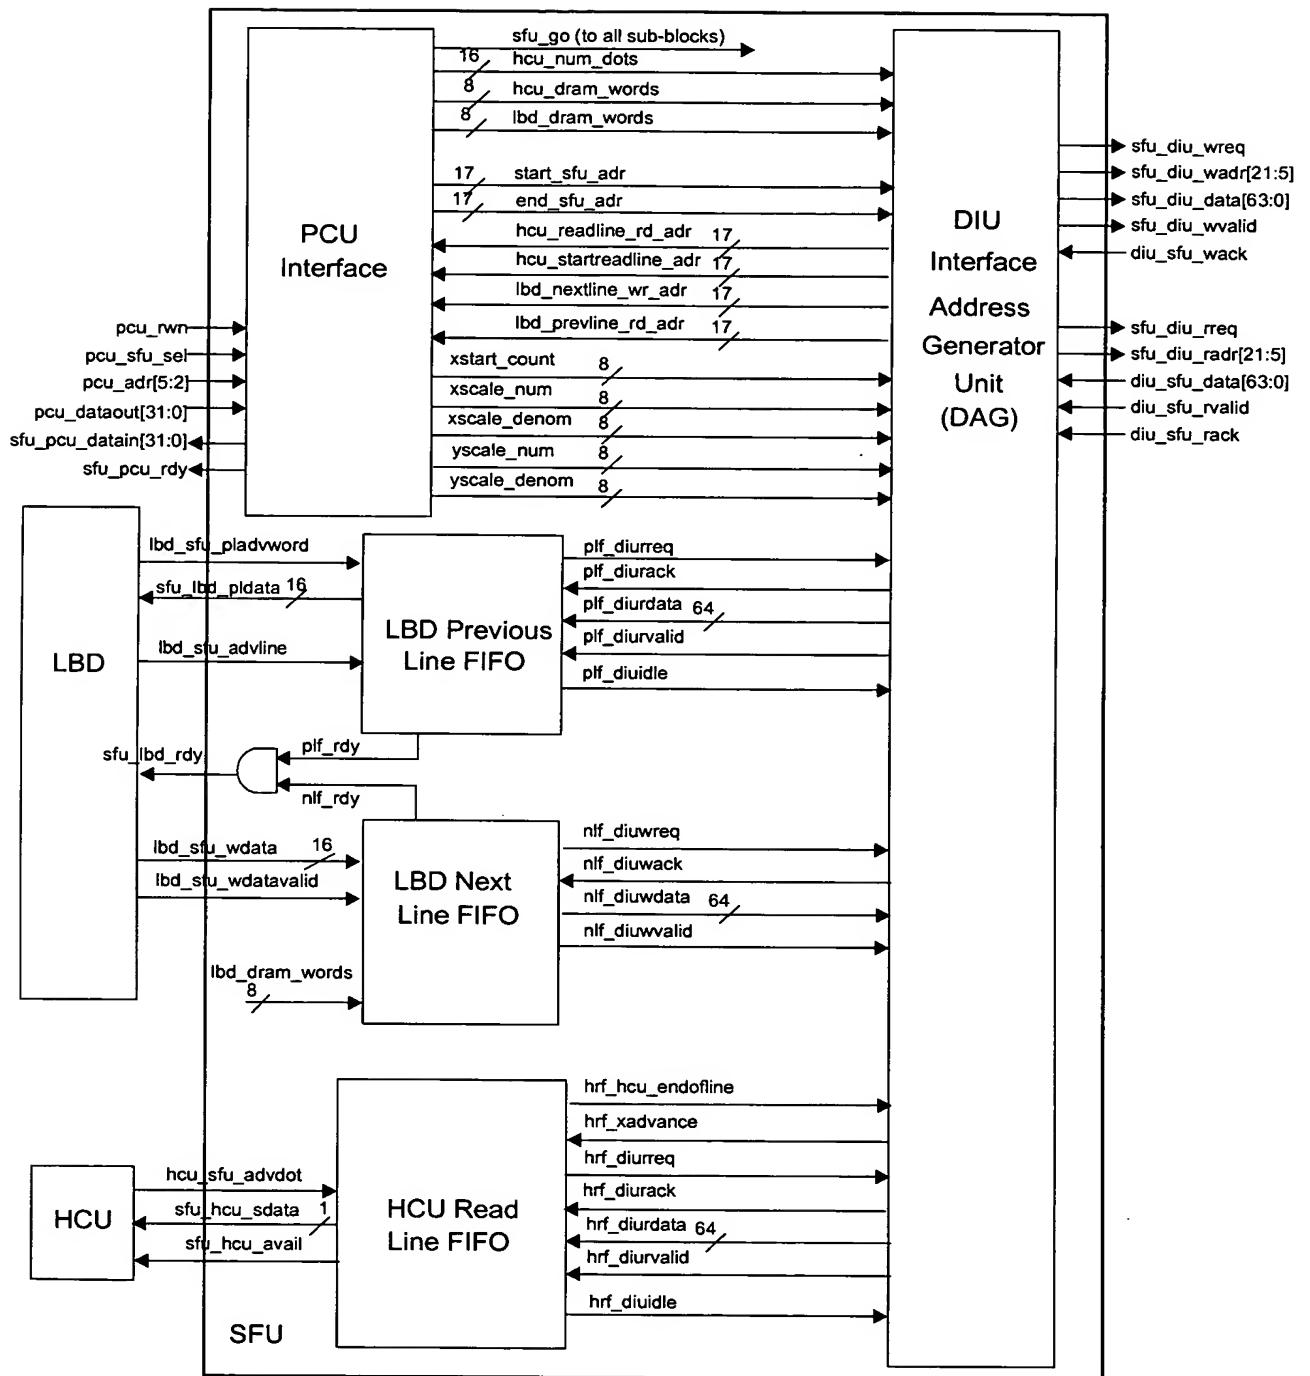 sfu_go (to all sub-blocks)
16 hcu_num_dots
8 hcu_dram_words
8 lbd_dram_words
17 start_sfu_adr
17 end_sfu_adr
hcu_readline_rd_adr 17
hcu_startreadline_adr 17
lbd_nextline_wr_adr 17
lbd_prevline_rd_adr 17
xstart_count 8
xscale_num 8
xscale_denom 8
yscale_num 8
yscale_denom 8
PCU
Interface
DIU
Interface
Address
Generator
Unit
(DAG)
sfu_diu_wreq
sfu_diu_wadr[21:5]
sfu_diu_data[63:0]
sfu_diu_wvalid
diu_sfu_wack
sfu_diu_rreq
sfu_diu_radr[21:5]
diu_sfu_data[63:0]
diu_sfu_rvalid
diu_sfu_rack
pcu_rwn
pcu_sfu_sel
pcu_adr[5:2]
pcu_dataout[31:0]
sfu_pcu_datain[31:0]
sfu_pcu_rdy
LBD
lbd_sfu_pladvword
sfu_lbd_pldata 16
lbd_sfu_advline
LBD Previous
Line FIFO
plf_diurreq
plf_diurack
plf_diurdata 64
plf_diurvalid
plf_diuidle
sfu_lbd_rdy
plf_rdy
nlf_rdy
lbd_sfu_wdata 16
lbd_sfu_wdatavalid
lbd_dram_words
8
LBD Next
Line FIFO
nlf_diuwreq
nlf_diuwack
nlf_diuwdata 64
nlf_diuwvalid
HCU
hcu_sfu_advdot
sfu_hcu_sdata 1
sfu_hcu_avail
HCU Read
Line FIFO
hrf_hcu_endofline
hrf_xadvance
hrf_diurreq
hrf_diurack
hrf_diurdata 64
hrf_diurvalid
hrf_diuidle
SFU